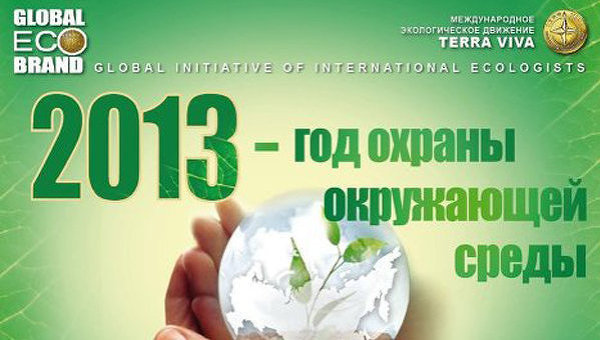 GLOBAL
ECO
BRAND
МЕЖДУНАРОДНОЕ
ЭКОЛОГИЧЕСКОЕ ДВИЖЕНИЕ
TERRA VIVA
GLOBAL INITIATIVE OF INTERNATIONAL ECOLOGISTS
2013 – год охраны
окружающей
среды